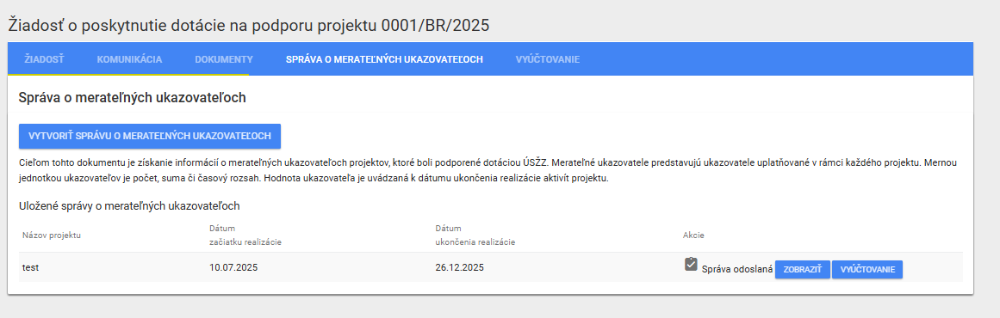 Žiadosť o poskytnutie dotácie na podporu projektu 0001/BR/2025
ŽIADOSŤ KOMUNIKÁCIA DOKUMENTY SPRÁVA O MERATEĽNÝCH UKAZOVATEĽOCH VYÚČTOVANIE
Správa o merateľných ukazovateľoch
VYTVORIŤ SPRÁVU O MERATEĽNÝCH UKAZOVATEĽOCH
Cieľom tohto dokumentu je získanie informácií o merateľných ukazovateľoch projektov, ktoré boli podporené dotáciou ÚSŽZ. Merateľné ukazovatele predstavujú ukazovatele uplatňované v rámci každého projektu. Mernou
jednotkou ukazovateľov je počet, suma či časový rozsah. Hodnota ukazovateľa je uvádzaná k dátumu ukončenia realizácie aktivít projektu.
Uložené správy o merateľných ukazovateľoch
Názov projektu Dátum začiatku realizácie Dátum ukončenia realizácie Akcie
test 10.07.2025 26.12.2025 Správa odoslaná ZOBRAZIŤ VYÚČTOVANIE